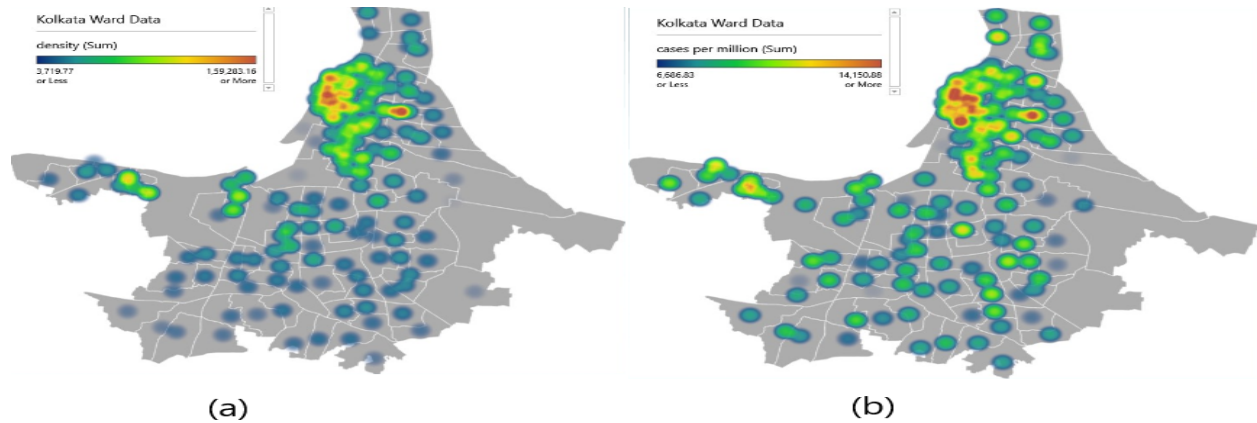 Kolkata Ward Data
density (Sum)
3,719.77 1,59,283.16
or Less or More
Kolkata Ward Data
cases per million (Sum)
6,686.83 14,150.88
or Less or More
(a) (b)